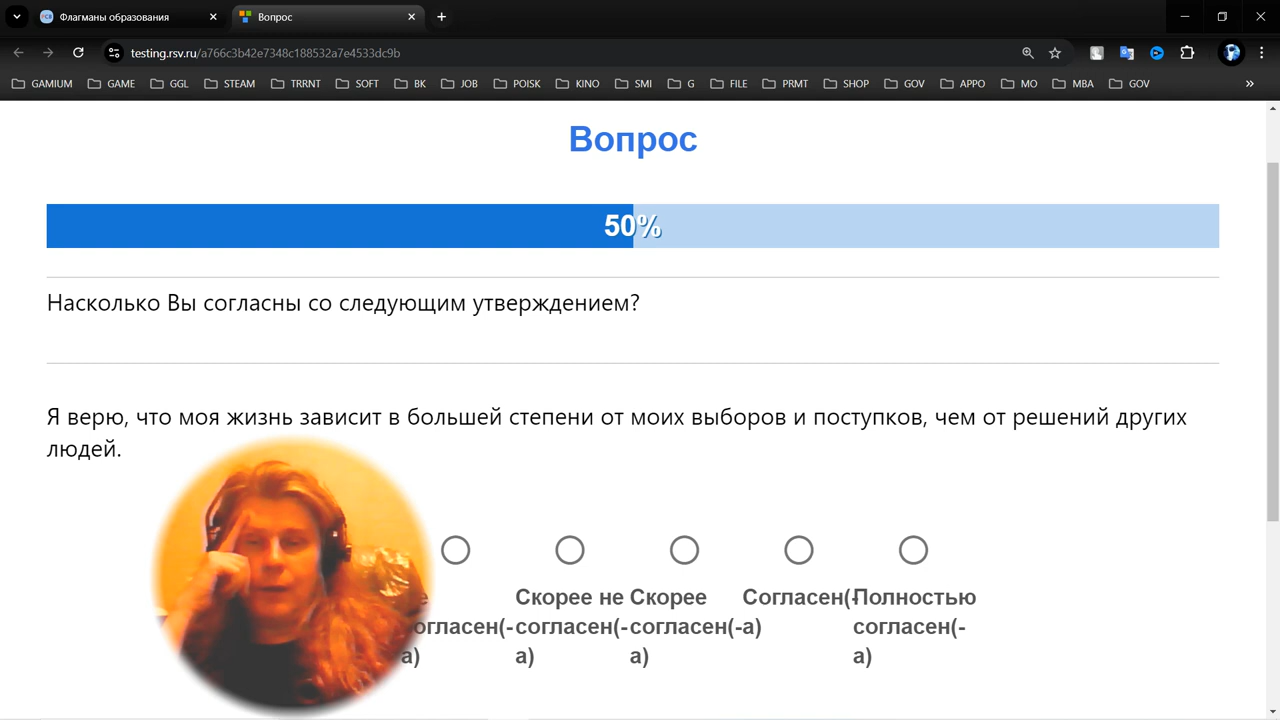 Флагманы образования
Вопрос
testing.rsv.ru/a766c3b42e7348c188532a7e4533dc9b
GAMIUM GAME GGL STEAM TRRNT SOFT BK JOB POISK KINO SMI G FILE PRMT SHOP GOV APPO MO MBA GOV
Вопрос
50%
Насколько Вы согласны со следующим утверждением?
Я верю, что моя жизнь зависит в большей степени от моих выборов и поступков, чем от решений других
людей.
Скорее не Скорее Согласен( Полностью
огласен(- согласен(- согласен(-а) согласен(-
а) а) а) а)